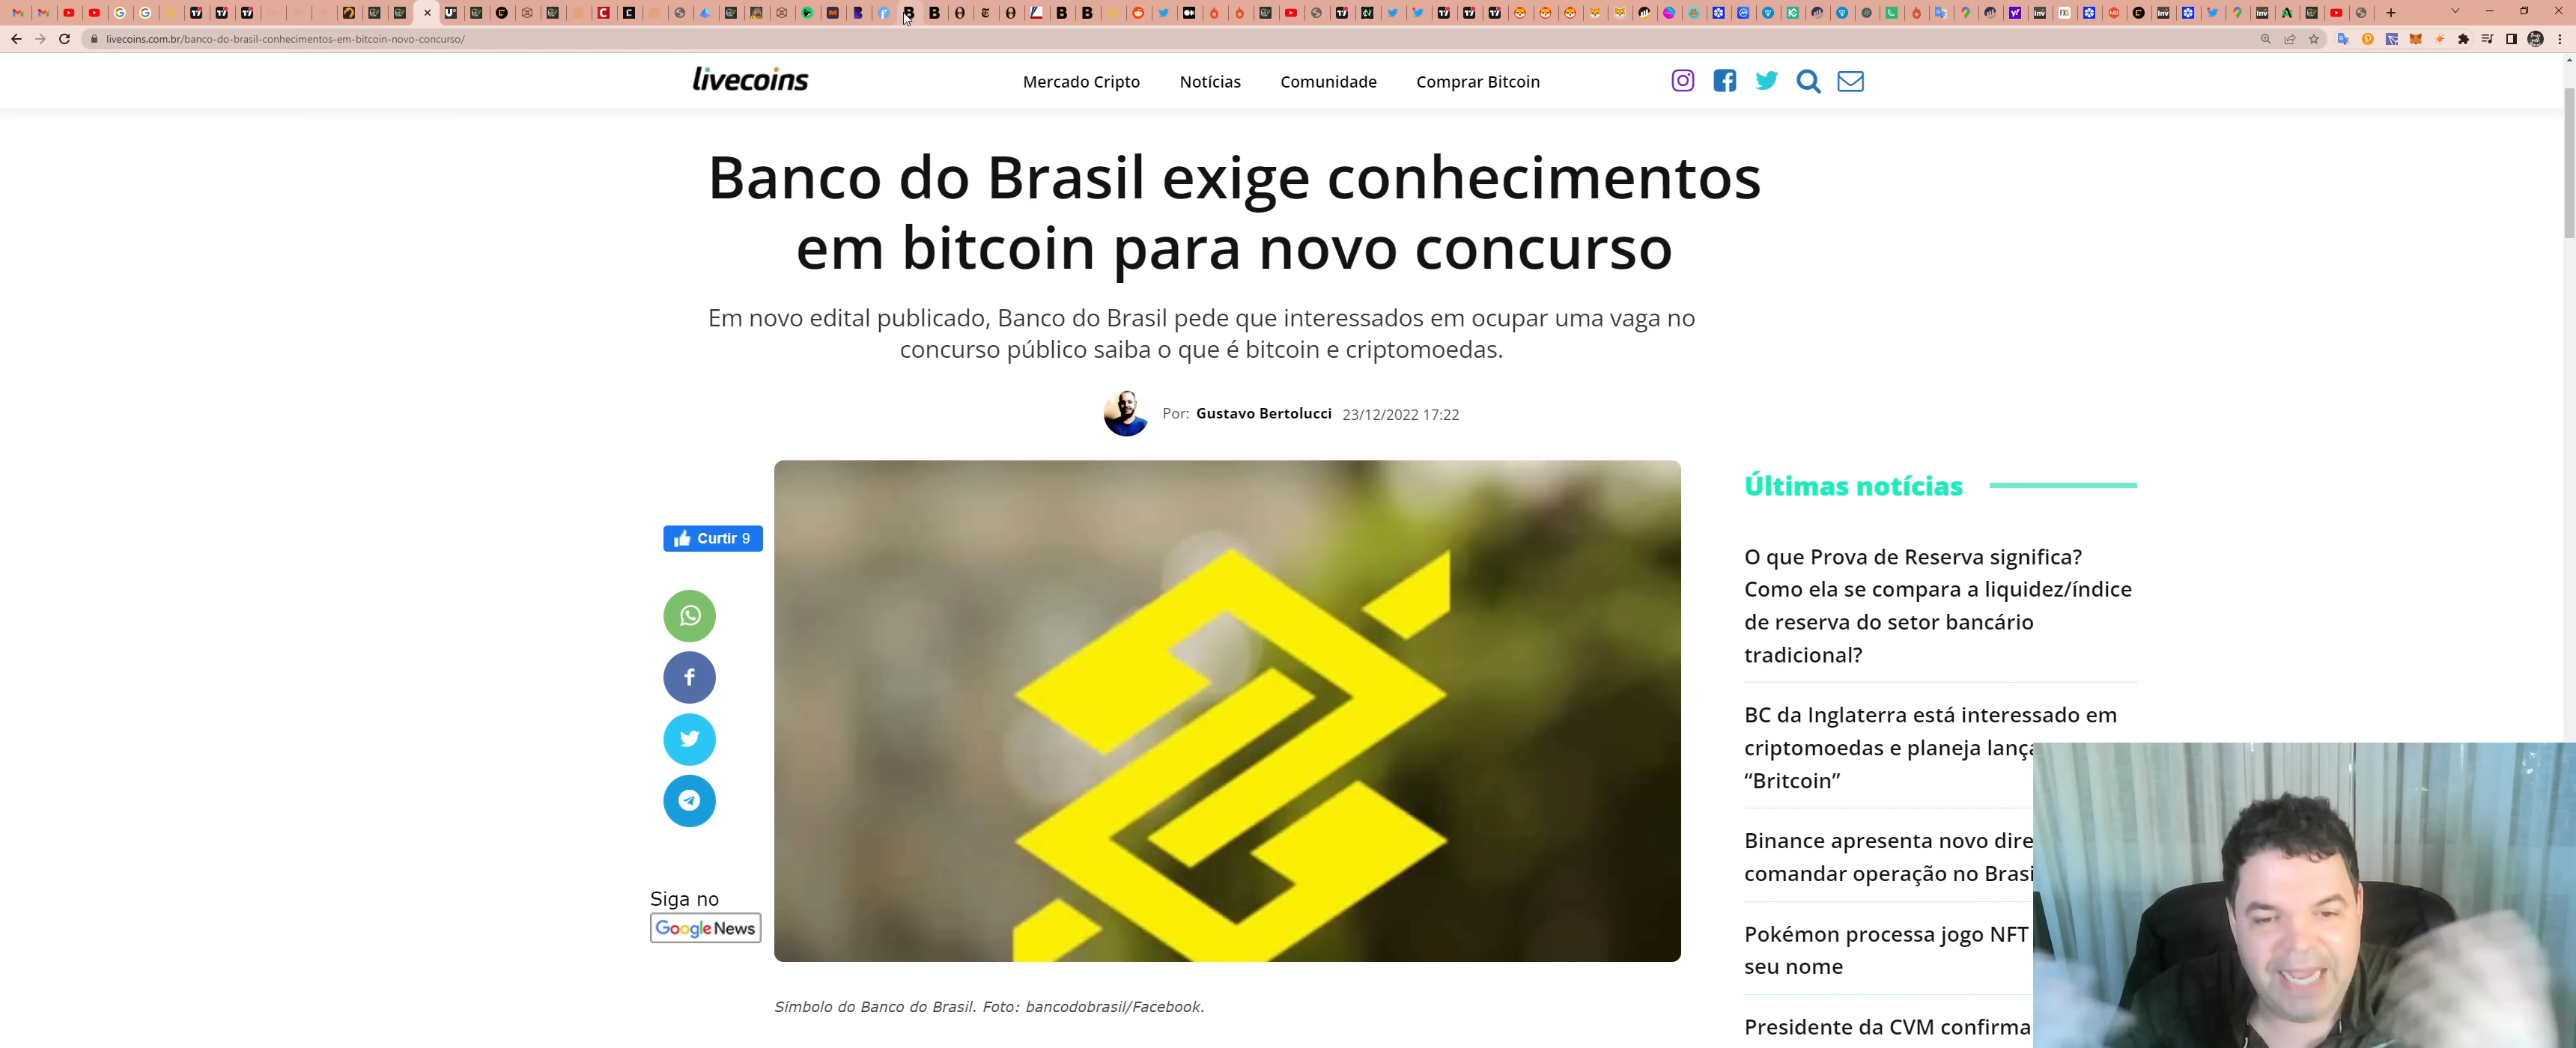 livecoins.com.br/banco-do-brasil-conhecimentos-em-bitcoin-novo-concurso/
livecoins
Mercado Cripto
Notícias
Comunidade
Comprar Bitcoin
Banco do Brasil exige conhecimentos
em bitcoin para novo concurso
Em novo edital publicado, Banco do Brasil pede que interessados em ocupar uma vaga no
concurso público saiba o que é bitcoin e criptomoedas.
Por: Gustavo Bertolucci 23/12/2022 17:22
Curtir 9
Siga no
Google News
Símbolo do Banco do Brasil. Foto: bancodobrasil/Facebook.
Últimas notícias
O que Prova de Reserva significa?
Como ela se compara a liquidez/índice
de reserva do setor bancário
tradicional?
BC da Inglaterra está interessado em
criptomoedas e planeja
“Britcoin”
Binance apresenta novo
comandar operação no
Pokémon processa jogo NFT
seu nome
Presidente da CVM confirma